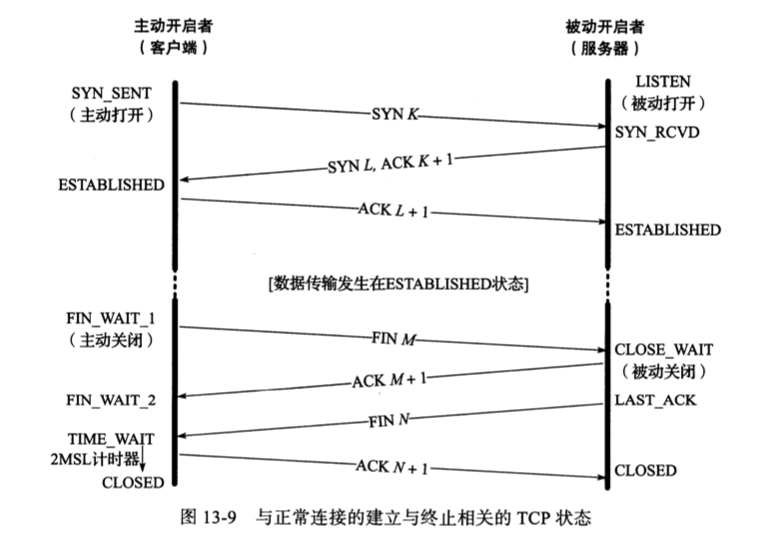 主动开启者
（客户端）
被动开启者
（服务器）
SYN_SENT
（主动打开）
LISTEN
（被动打开）
SYN K
SYN_RCVD
SYN L, ACK K + 1
ESTABLISHED
ACK L + 1
ESTABLISHED
[数据传输发生在ESTABLISHED状态]
FIN_WAIT_1
（主动关闭）
FIN M
CLOSE_WAIT
（被动关闭）
ACK M + 1
FIN_WAIT_2
LAST_ACK
FIN N
TIME_WAIT
2MSL计时器
ACK N + 1
CLOSED
CLOSED
图 13-9 与正常连接的建立与终止相关的 TCP 状态